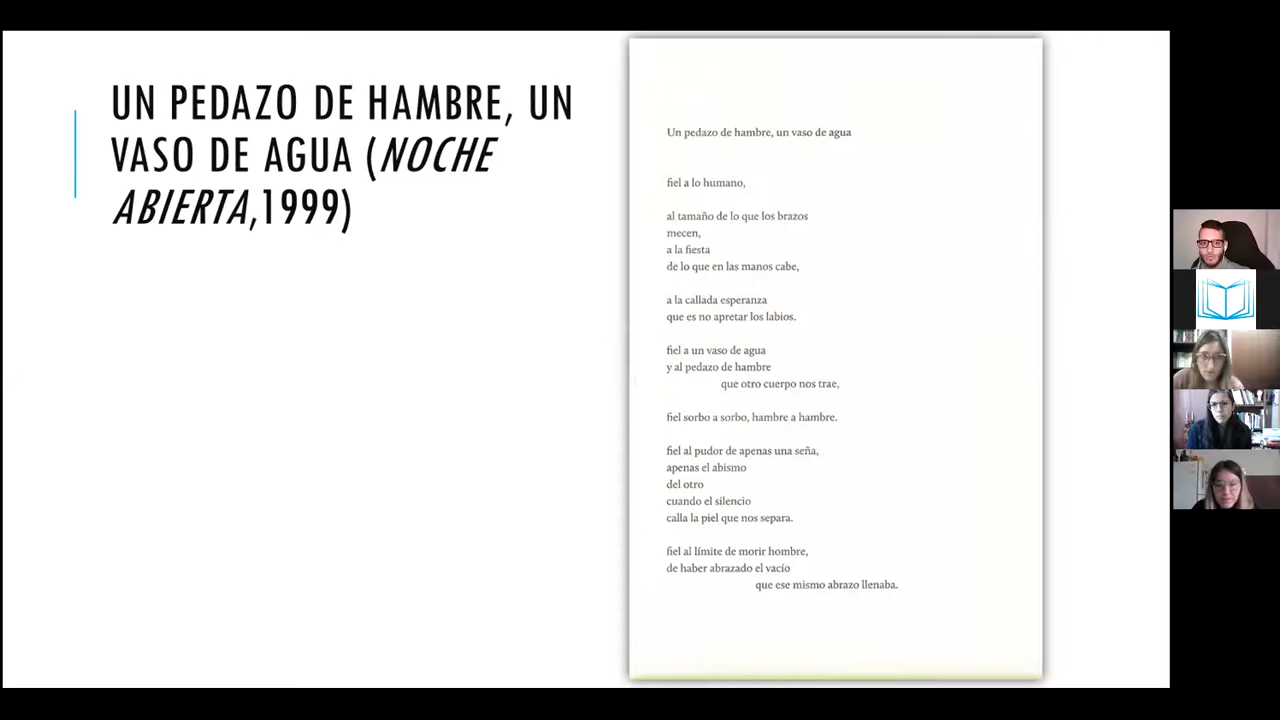 UN PEDAZO DE HAMBRE, UN
VASO DE AGUA (NOCHE
ABIERTA,1999)
Un pedazo de hambre, un vaso de agua
fiel a lo humano,
al tamaño de lo que los brazos
mecen,
a la fiesta
de lo que en las manos cabe,
a la callada esperanza
que es no apretar los labios.
fiel a un vaso de agua
y al pedazo de hambre
que otro cuerpo nos trae,
fiel sorbo a sorbo, hambre a hambre.
fiel al pudor de apenas una seña,
apenas el abismo
del otro
cuando el silencio
calla la piel que nos separa.
fiel al límite de morir hombre,
de haber abrazado el vacío
que ese mismo abrazo llenaba.